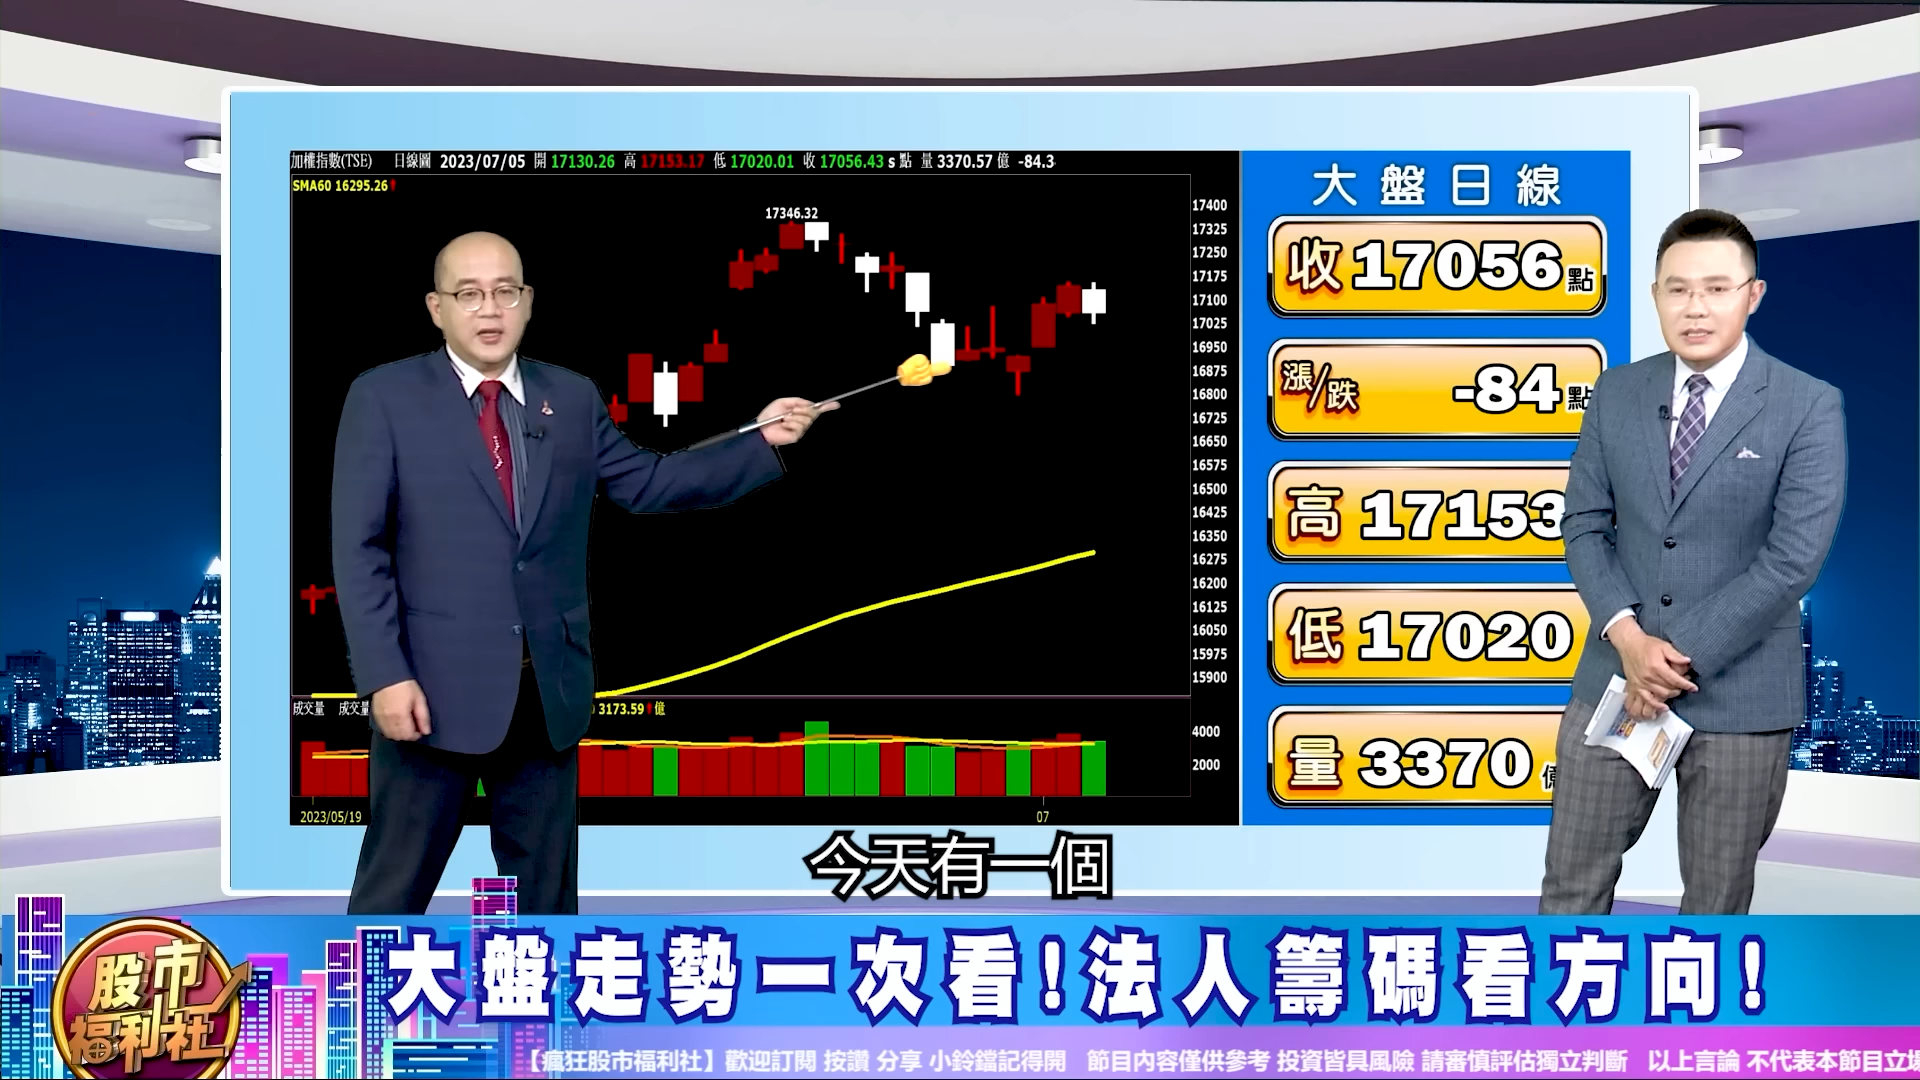 加權指數(TSE) 日線圖 2023/07/05 開 17130.26 高 17153.17 低 17020.01 收 17056.43 s 點 量 3370.57 億 -84.3
SMA60 16295.26
17346.32
17400
17325
17250
17175
17100
17025
16950
16875
16800
16725
16650
16575
16500
16425
16350
16275
16200
16125
16050
15975
15900
成交量 成交量
3173.59 億
4000
2000
2023/05/19
07
大盤日線
收 17056 點
漲/跌 -84 點
高 17153
低 17020
量 3370 億
今天有一個
股市福利社
大盤走勢一次看!法人籌碼看方向!
【瘋狂股市福利社】歡迎訂閱 按讚 分享 小鈴鐺記得開 節目內容僅供參考 投資皆具風險 請審慎評估獨立判斷 以上言論 不代表本節目立場